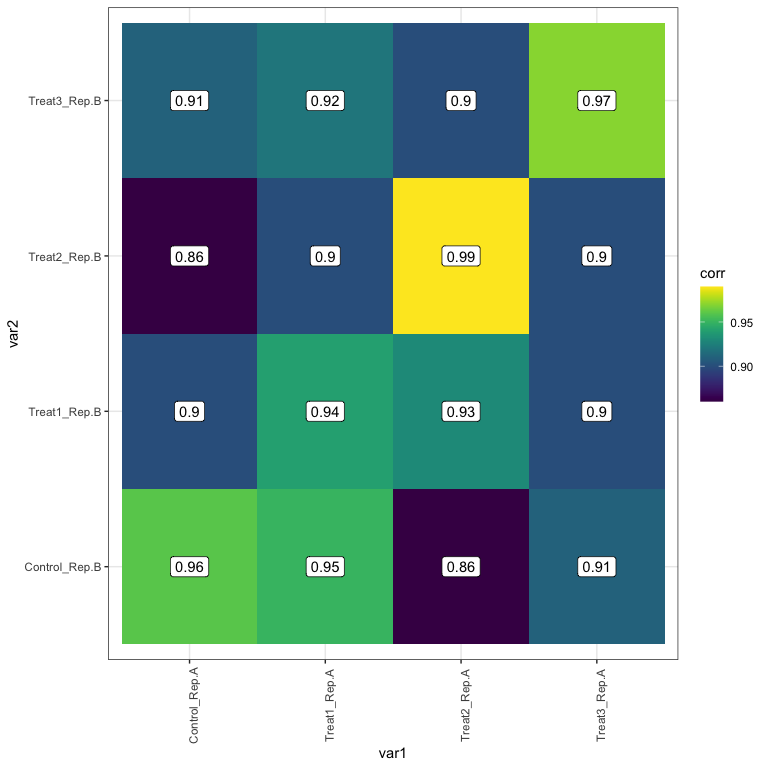 Treat3_Rep.B
0.91
0.92
0.9
0.97
Treat2_Rep.B
0.86
0.9
0.99
0.9
Treat1_Rep.B
0.9
0.94
0.93
0.9
Control_Rep.B
0.96
0.95
0.86
0.91
var2
Control_Rep.A
Treat1_Rep.A
Treat2_Rep.A
Treat3_Rep.A
var1
corr
0.95
0.90